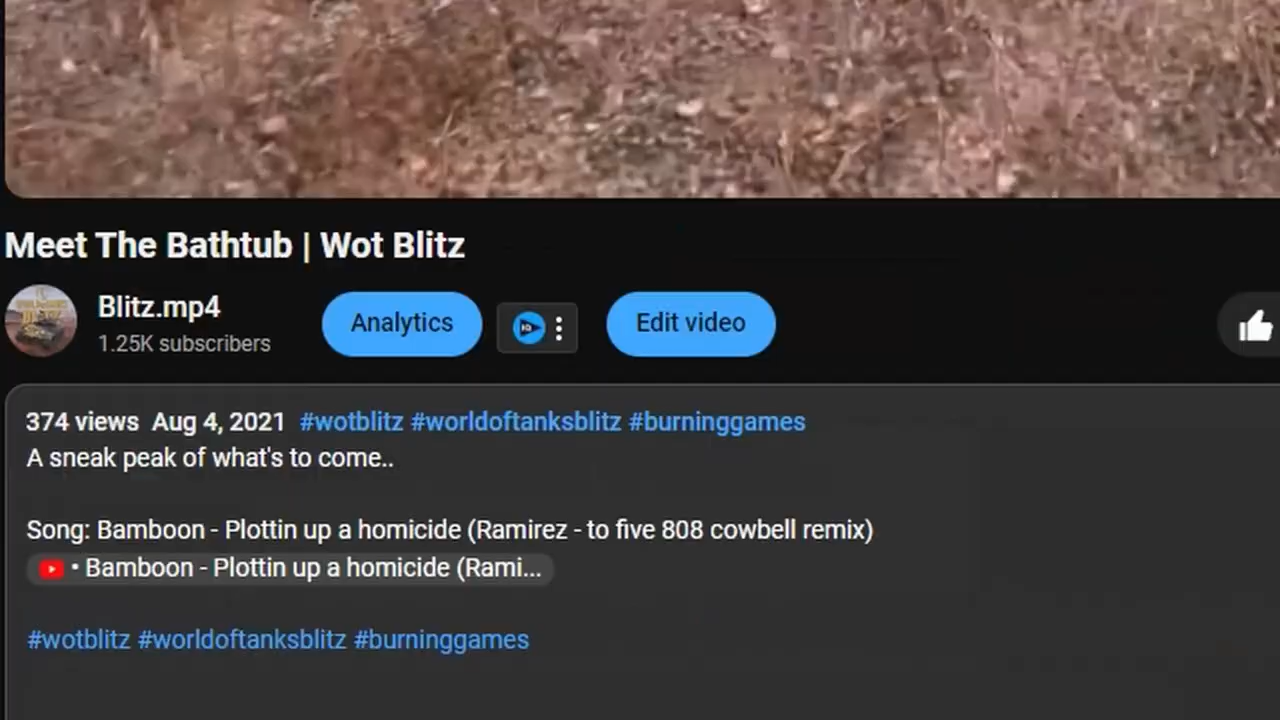 Meet The Bathtub | Wot Blitz
Blitz.mp4
1.25K subscribers
Analytics
Edit video
374 views Aug 4, 2021 #wotblitz #worldoftanksblitz #burninggames
A sneak peak of what's to come..
Song: Bamboon - Plottin up a homicide (Ramirez - to five 808 cowbell remix)
• Bamboon - Plottin up a homicide (Rami...
#wotblitz #worldoftanksblitz #burninggames